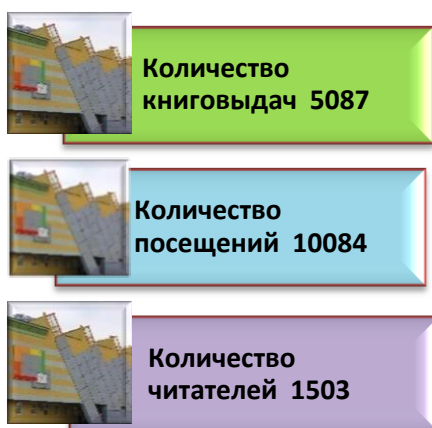 Количество
книговыдач 5087
Количество
посещений 10084
Количество
читателей 1503